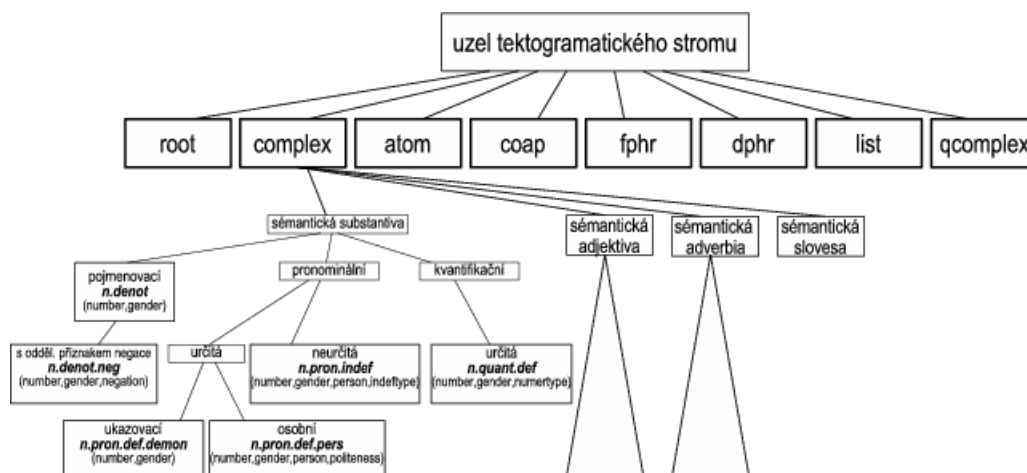 uzel tektogramatického stromu
root
complex
atom
coap
fphr
dphr
list
qcomplex
sémantická substantiva
sémantická
adjektiva
sémantická
adverbia
sémantická
slovesa
pojmenovací
n.denot
(number,gender)
pronominální
kvantifikační
s odděl. příznakem negace
n.denot.neg
(number,gender,negation)
určitá
neurčitá
n.pron.indef
(number,gender,person,indeftype)
určitá
n.quant.def
(number,gender,numertype)
ukazovací
n.pron.def.demon
(number,gender)
osobní
n.pron.def.pers
(number,gender,person,politeness)